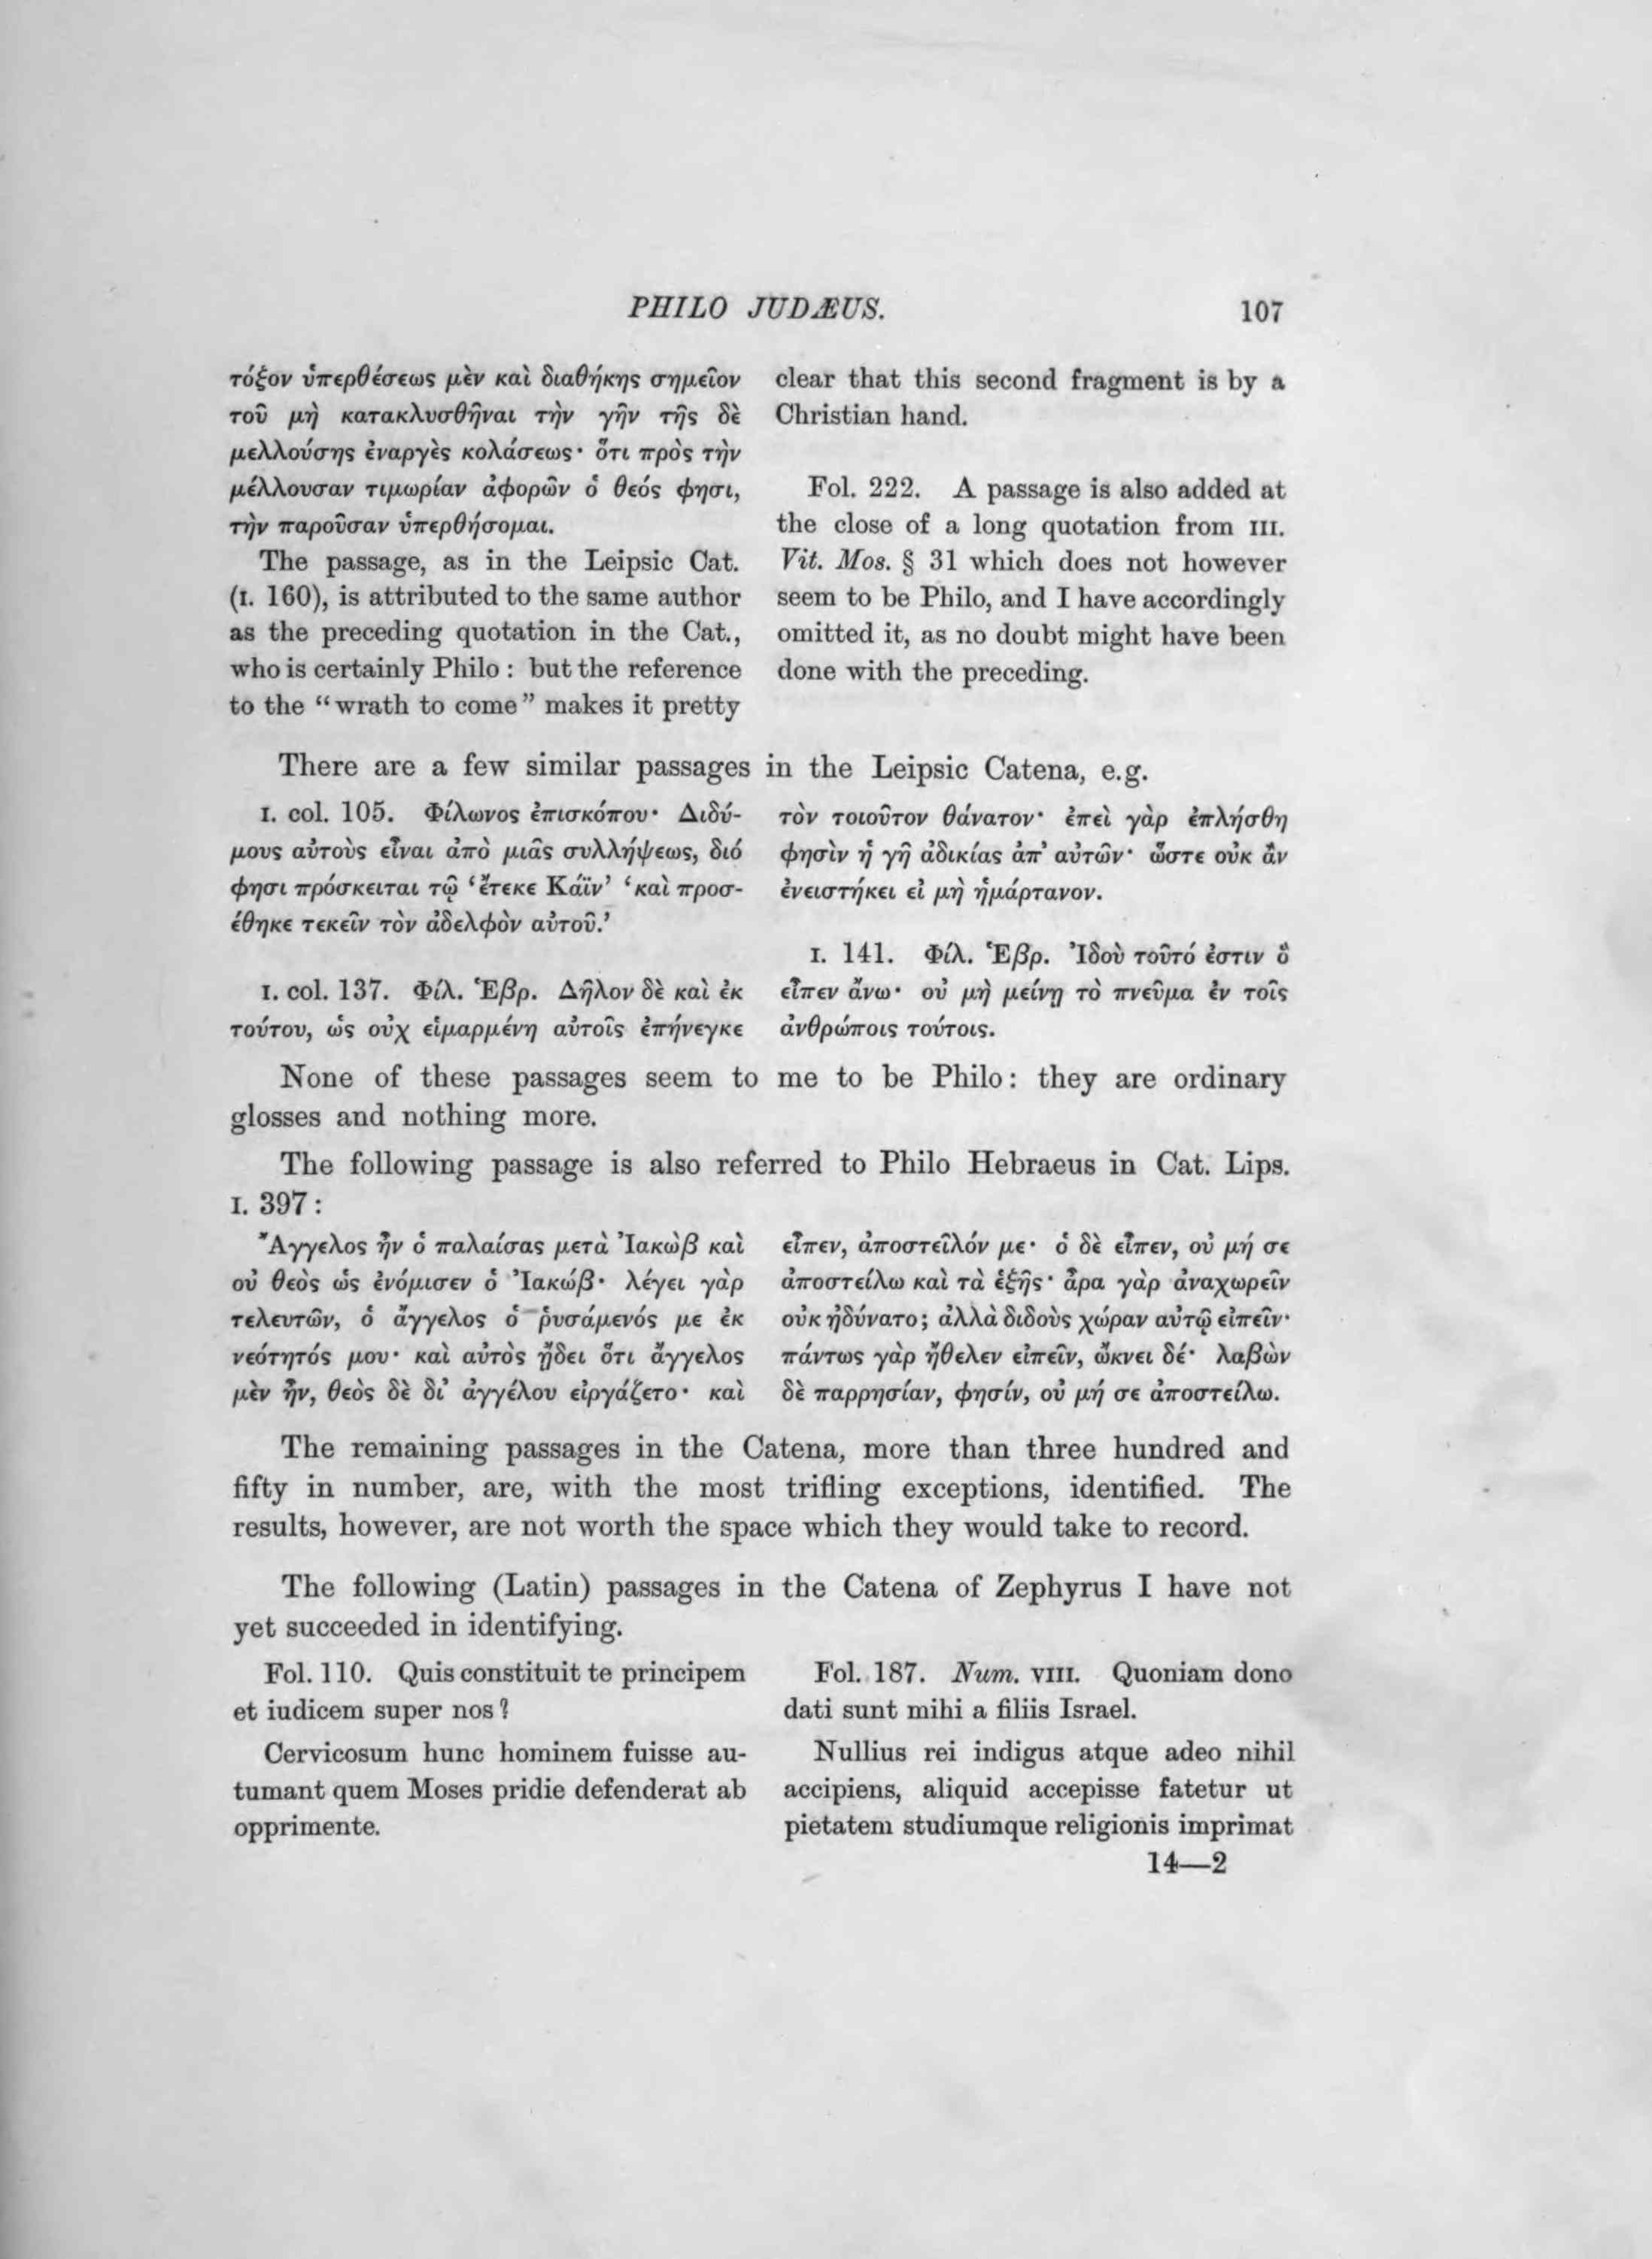 PHILO JUDÆUS.
107
τόξον ὑπερθέσεως μὲν καὶ διαθήκης σημεῖον
τοῦ μὴ κατακλυσθῆναι τὴν γῆν τῆς δὲ
μελλούσης ἐναργὲς κολάσεως· ὅτι πρὸς τὴν
μέλλουσαν τιμωρίαν ἀφορῶν ὁ θεός φησι,
τὴν παροῦσαν ὑπερθήσομαι.
The passage, as in the Leipsic Cat.
(I. 160), is attributed to the same author
as the preceding quotation in the Cat.,
who is certainly Philo : but the reference
to the “wrath to come” makes it pretty
clear that this second fragment is by a
Christian hand.
Fol. 222. A passage is also added at
the close of a long quotation from III.
Vit. Mos. § 31 which does not however
seem to be Philo, and I have accordingly
omitted it, as no doubt might have been
done with the preceding.
There are a few similar passages in the Leipsic Catena, e.g.
I. col. 105. Φίλωνος ἐπισκόπου· Διδύ-
μους αὐτοὺς εἶναι ἀπὸ μιᾶς συλλήψεως, διό
φησι πρόσκειται τῷ ‘ἔτεκε Κάϊν’ ‘καὶ προσ-
έθηκε τεκεῖν τὸν ἀδελφὸν αὐτοῦ.’
I. col. 137. Φίλ. Ἑβρ. Δῆλον δὲ καὶ ἐκ
τούτου, ὡς οὐχ εἱμαρμένη αὐτοῖς ἐπήνεγκε
τὸν τοιοῦτον θάνατον· ἐπεὶ γὰρ ἐπλήσθη
φησὶν ἡ γῆ ἀδικίας ἀπ’ αὐτῶν· ὥστε οὐκ ἂν
ἐνειστήκει εἰ μὴ ἡμάρτανον.
I. 141. Φίλ. Ἑβρ. Ἰδοὺ τοῦτό ἐστιν ὃ
εἶπεν ἄνω· οὐ μὴ μείνῃ τὸ πνεῦμα ἐν τοῖς
ἀνθρώποις τούτοις.
None of these passages seem to me to be Philo: they are ordinary
glosses and nothing more.
The following passage is also referred to Philo Hebraeus in Cat. Lips.
I. 397 :
Ἄγγελος ἦν ὁ παλαίσας μετὰ Ἰακὼβ καὶ
οὐ θεὸς ὡς ἐνόμισεν ὁ Ἰακώβ· λέγει γὰρ
τελευτῶν, ὁ ἄγγελος ὁ ῥυσάμενός με ἐκ
νεότητός μου· καὶ αὐτὸς ᾔδει ὅτι ἄγγελος
μὲν ἦν, θεὸς δὲ δι’ ἀγγέλου εἰργάζετο· καὶ
εἶπεν, ἀποστεῖλόν με· ὁ δὲ εἶπεν, οὐ μή σε
ἀποστείλω καὶ τὰ ἑξῆς· ἆρα γὰρ ἀναχωρεῖν
οὐκ ἠδύνατο; ἀλλὰ διδοὺς χώραν αὐτῷ εἰπεῖν·
πάντως γὰρ ἤθελεν εἰπεῖν, ὤκνει δέ· λαβὼν
δὲ παρρησίαν, φησίν, οὐ μή σε ἀποστείλω.
The remaining passages in the Catena, more than three hundred and
fifty in number, are, with the most trifling exceptions, identified. The
results, however, are not worth the space which they would take to record.
The following (Latin) passages in the Catena of Zephyrus I have not
yet succeeded in identifying.
Fol. 110. Quis constituit te principem
et iudicem super nos?
Cervicosum hunc hominem fuisse au-
tumant quem Moses pridie defenderat ab
opprimente.
Fol. 187. Num. VIII. Quoniam dono
dati sunt mihi a filiis Israel.
Nullius rei indigus atque adeo nihil
accipiens, aliquid accepisse fatetur ut
pietatem studiumque religionis imprimat
14—2